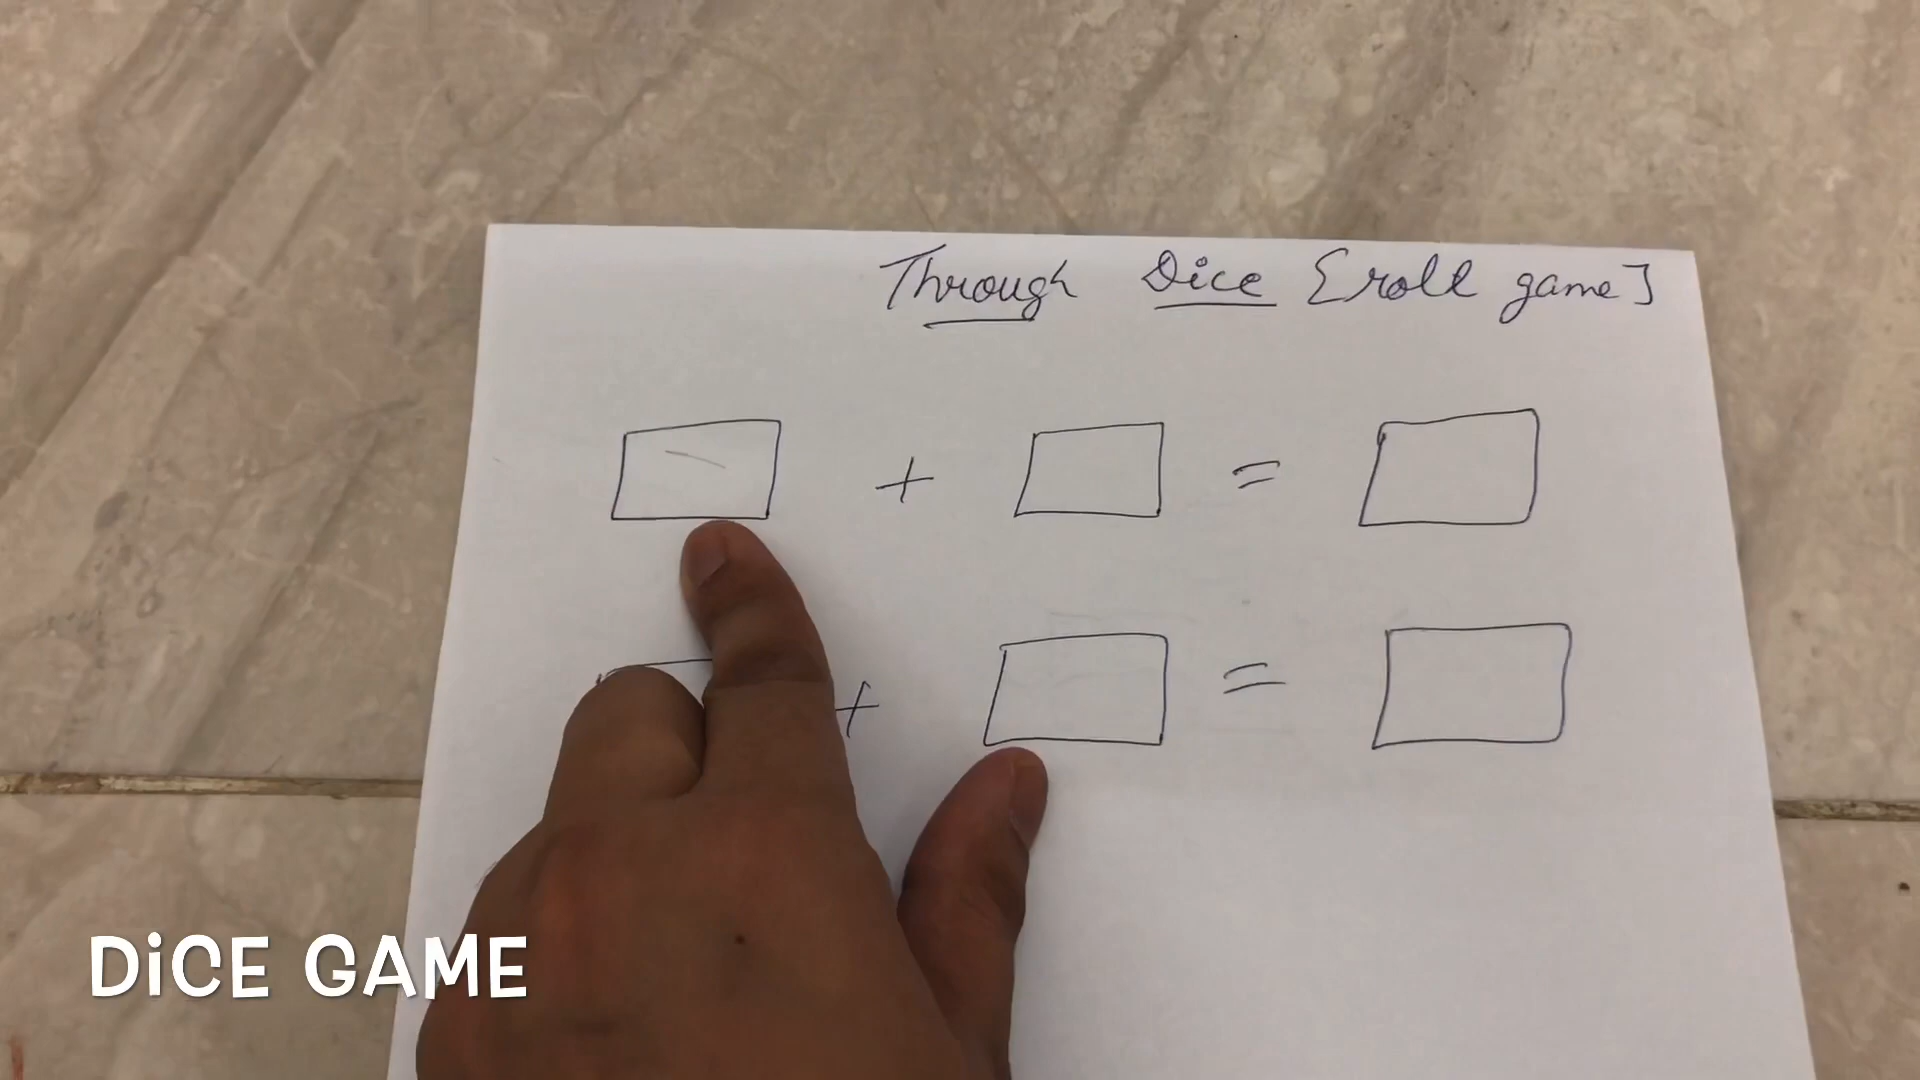 Through Dice [roll game]
+ =
+ =
DiCE GAME